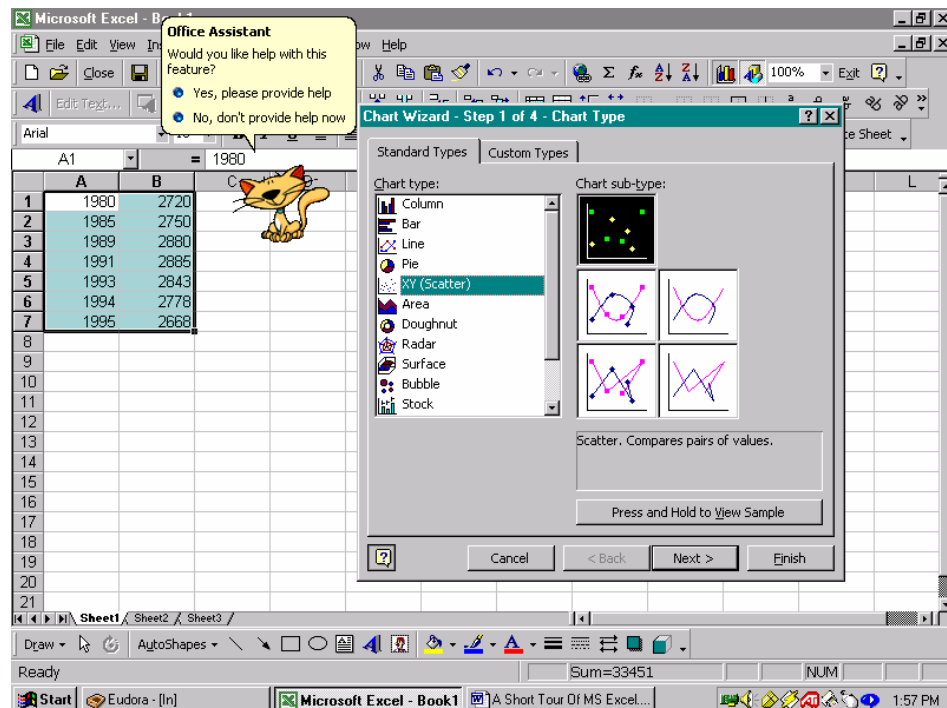 Microsoft Excel - Book1
Office Assistant
Would you like help with this
feature?
Yes, please provide help
No, don't provide help now
File Edit View In ow Help
Close 100% Exit
Edit Text...
Arial B U ce Sheet
A1 = 1980
Chart Wizard - Step 1 of 4 - Chart Type
Standard Types Custom Types
Chart type: Chart sub-type:
Column
Bar
Line
Pie
XY (Scatter)
Area
Doughnut
Radar
Surface
Bubble
Stock
Scatter. Compares pairs of values.
Press and Hold to View Sample
Cancel < Back Next > Finish
A B C L
1 1980 2720
2 1985 2750
3 1989 2880
4 1991 2885
5 1993 2843
6 1994 2778
7 1995 2668
8
9
10
11
12
13
14
15
16
17
18
19
20
21
Sheet1 Sheet2 Sheet3
Draw AutoShapes
Ready Sum=33451 NUM
Start Eudora - [In] Microsoft Excel - Book1 A Short Tour Of MS Excel.... 1:57 PM